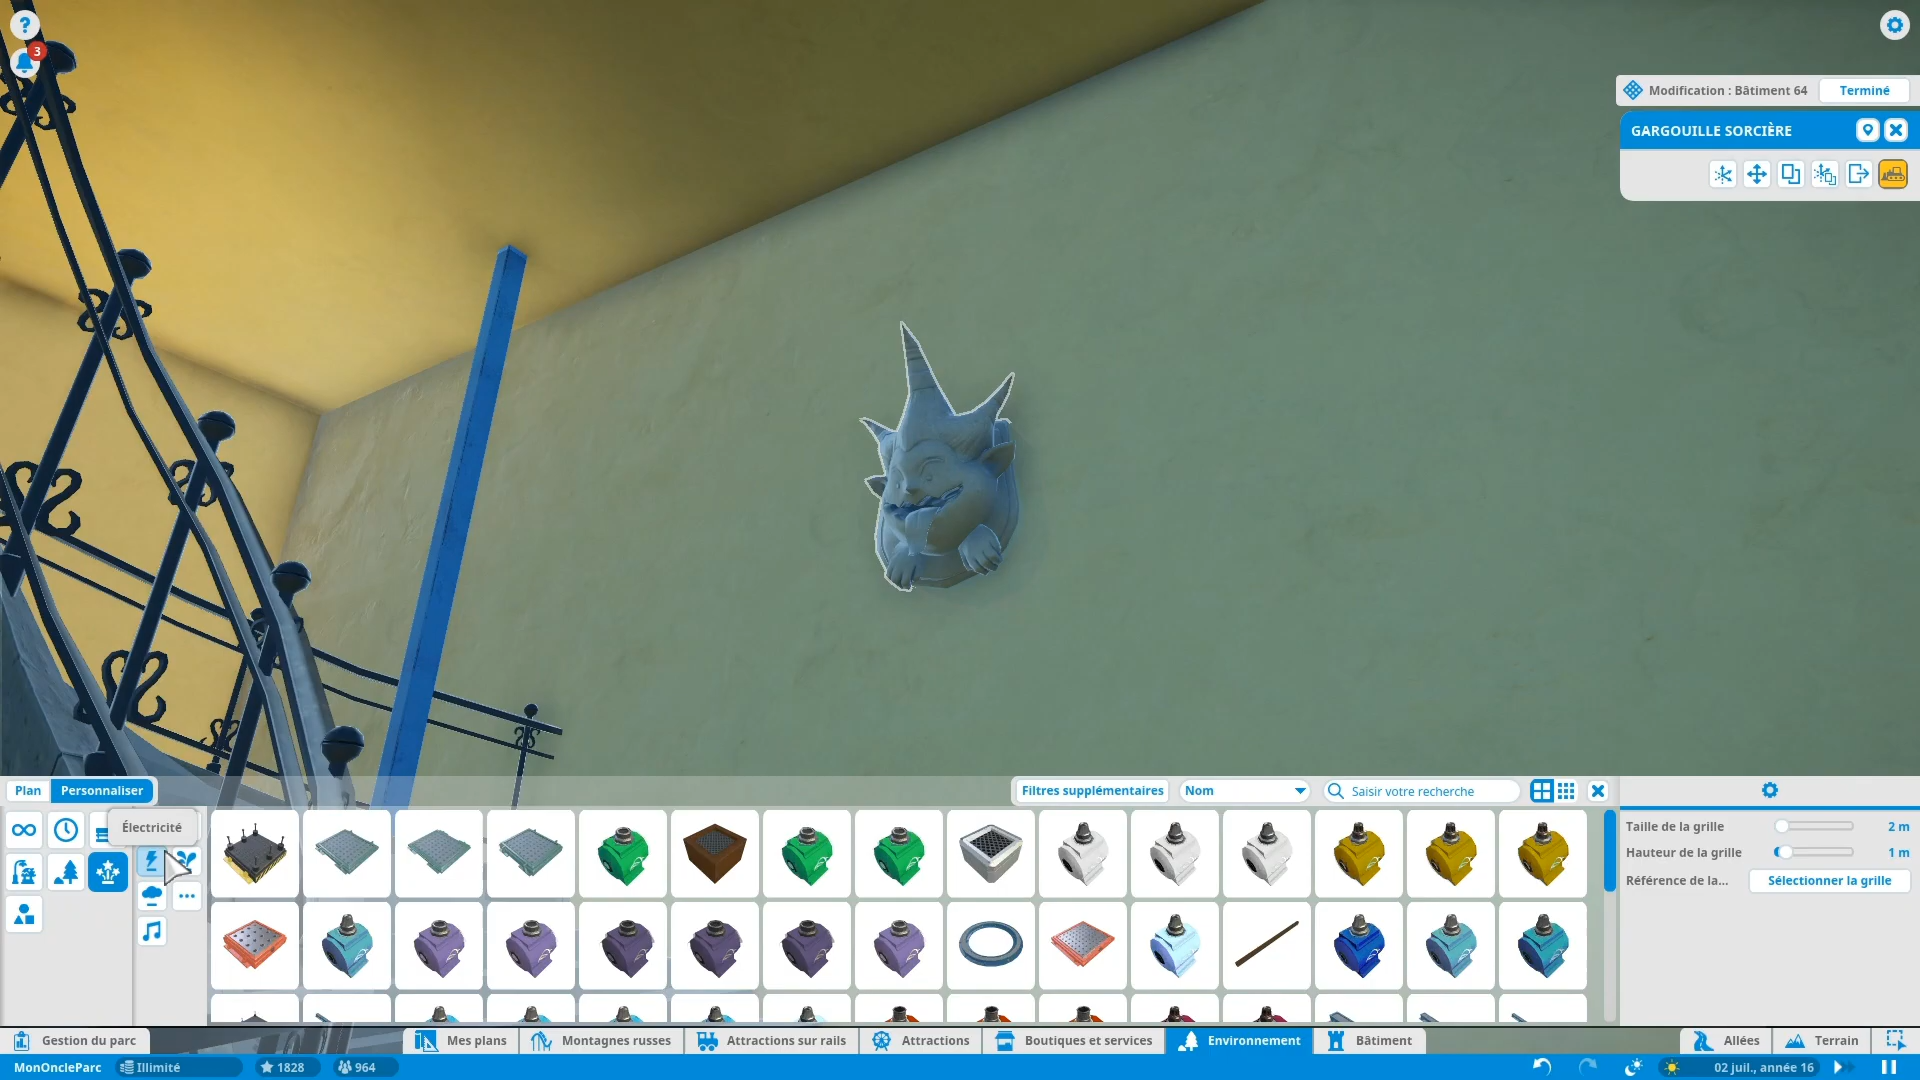 ?
3
Modification : Bâtiment 64
Terminé
GARGOUILLE SORCIÈRE
Plan
Personnaliser
Filtres supplémentaires
Nom
Saisir votre recherche
Électricité
Taille de la grille
2 m
Hauteur de la grille
1 m
Référence de la...
Sélectionner la grille
Gestion du parc
Mes plans
Montagnes russes
Attractions sur rails
Attractions
Boutiques et services
Environnement
Bâtiment
Allées
Terrain
MonOncleParc
Illimité
1828
964
02 juil., année 16